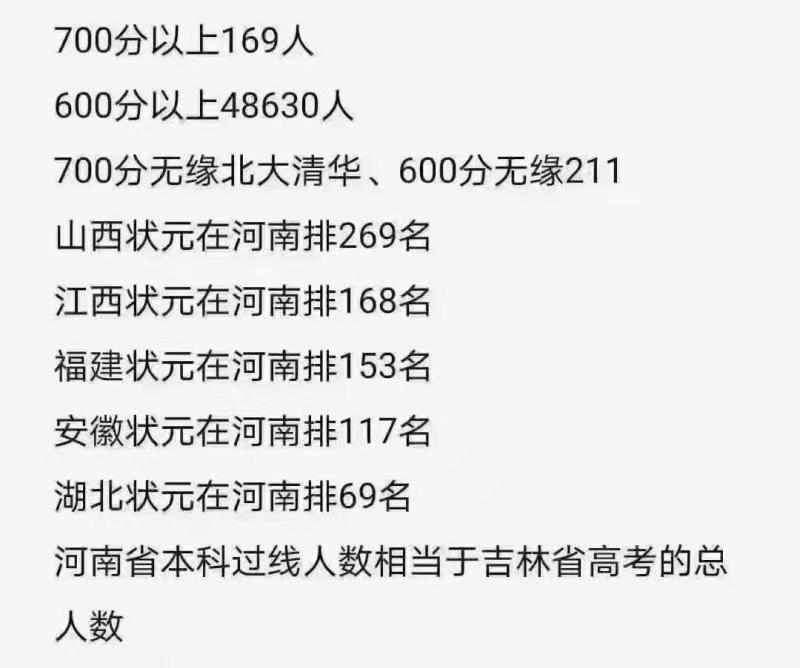 700分以上169人
600分以上48630人
700分无缘北大清华、600分无缘211
山西状元在河南排269名
江西状元在河南排168名
福建状元在河南排153名
安徽状元在河南排117名
湖北状元在河南排69名
河南省本科过线人数相当于吉林省高考的总
人数